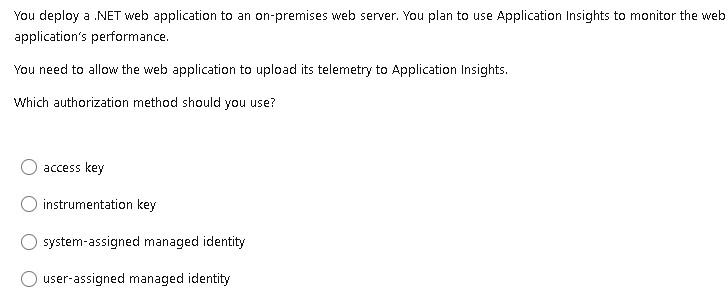 You deploy a .NET web application to an on-premises web server. You plan to use Application Insights to monitor the web
application's performance.
You need to allow the web application to upload its telemetry to Application Insights.
Which authorization method should you use?
access key
instrumentation key
system-assigned managed identity
user-assigned managed identity